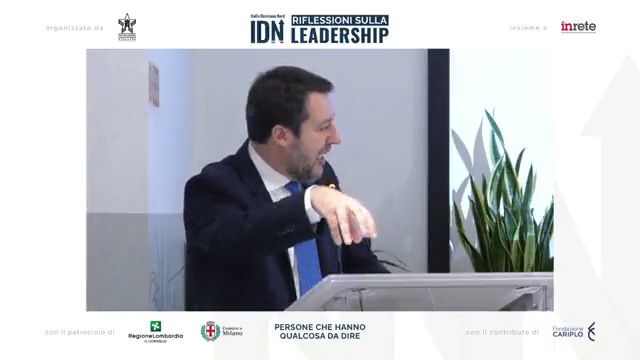 organizzato da
Italia Direzione Nord
IDN
RIFLESSIONI SULLA
LEADERSHIP
insieme a
inrete
con il patrocinio di
RegioneLombardia
IL CONSIGLIO
Comune di
Milano
PERSONE CHE HANNO
QUALCOSA DA DIRE
con il contributo di
Fondazione
CARIPLO